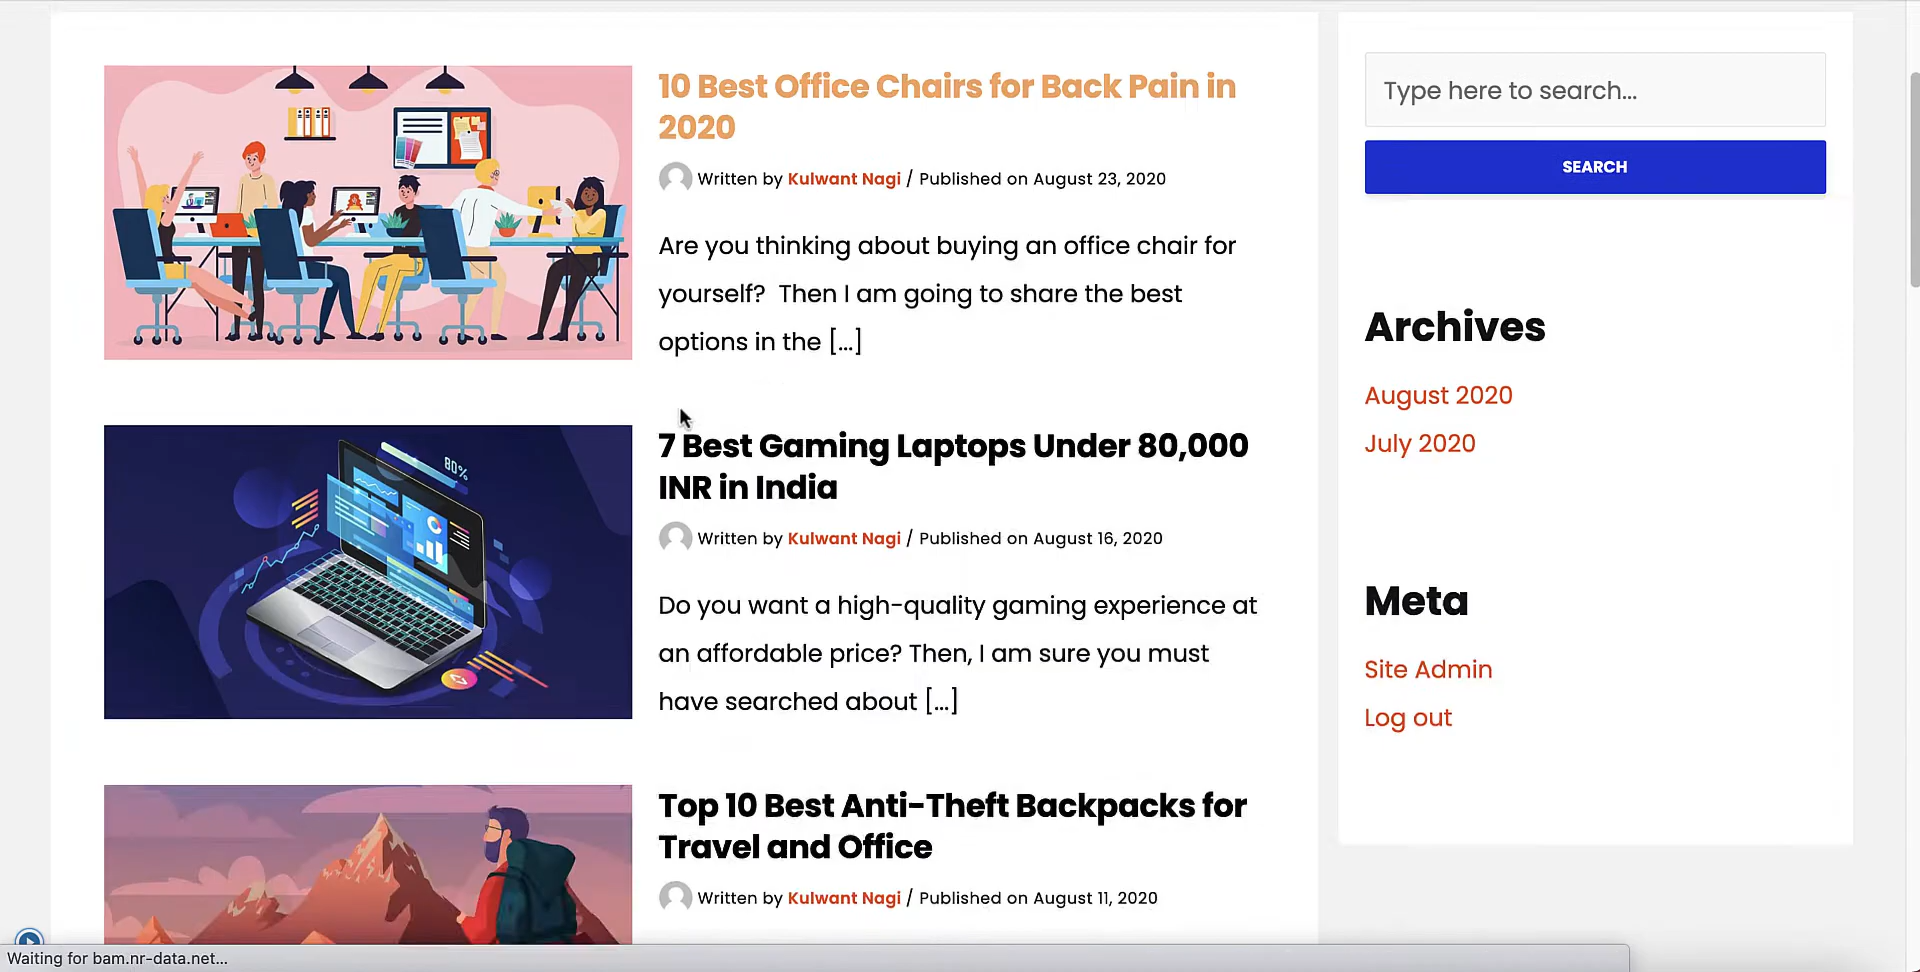 10 Best Office Chairs for Back Pain in
2020
Written by Kulwant Nagi / Published on August 23, 2020
Are you thinking about buying an office chair for
yourself?  Then I am going to share the best
options in the [...]
80%
7 Best Gaming Laptops Under 80,000
INR in India
Written by Kulwant Nagi / Published on August 16, 2020
Do you want a high-quality gaming experience at
an affordable price? Then, I am sure you must
have searched about [...]
Top 10 Best Anti-Theft Backpacks for
Travel and Office
Written by Kulwant Nagi / Published on August 11, 2020
Type here to search...
SEARCH
Archives
August 2020
July 2020
Meta
Site Admin
Log out
Waiting for bam.nr-data.net...